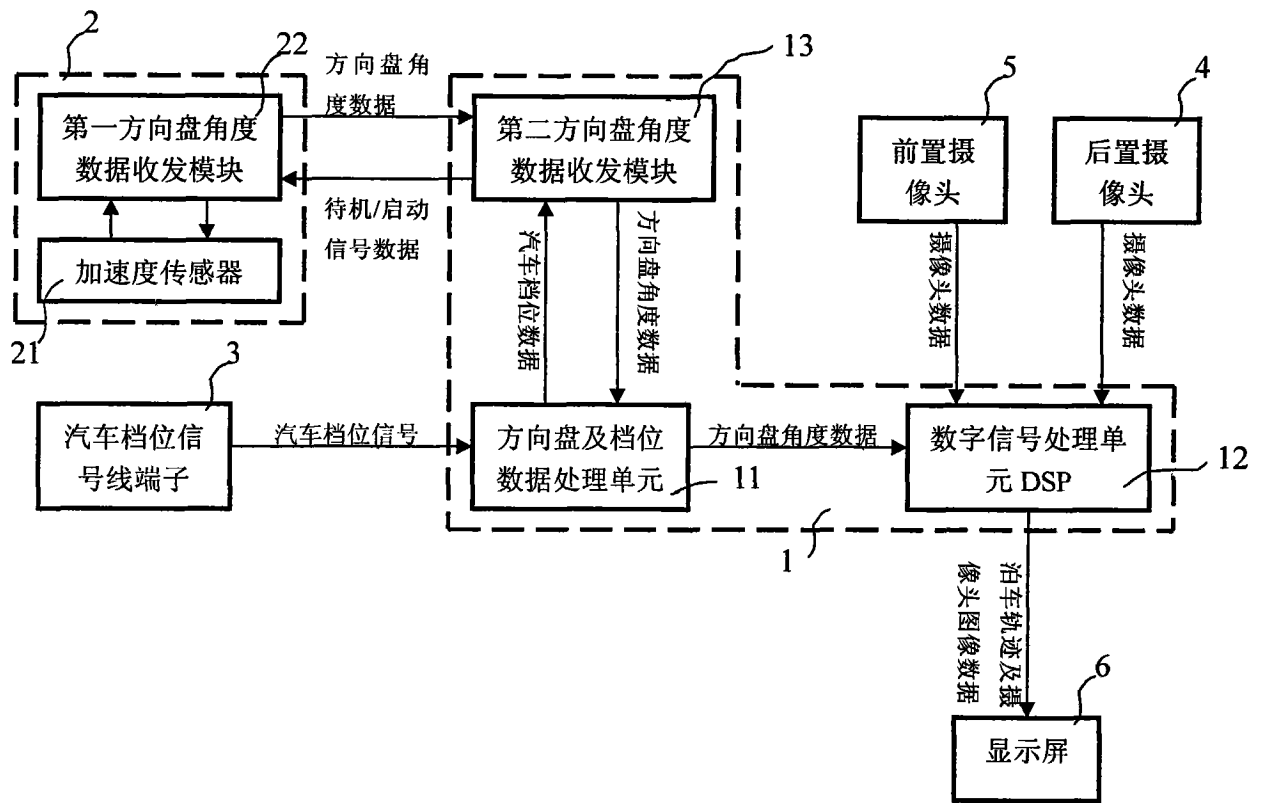 2
22
方向盘角
度数据
13
5
4
第一方向盘角度
数据收发模块
第二方向盘角度
数据收发模块
前置摄
像头
后置摄
像头
待机/启动
信号数据
加速度传感器
21
汽车档位数据
方向盘角度数据
摄像头数据
摄像头数据
3
汽车档位信
号线端子
汽车档位信号
方向盘及档位
数据处理单元
11
方向盘角度数据
数字信号处理单
元 DSP
12
1
泊车轨迹及摄
像头图像数据
6
显示屏